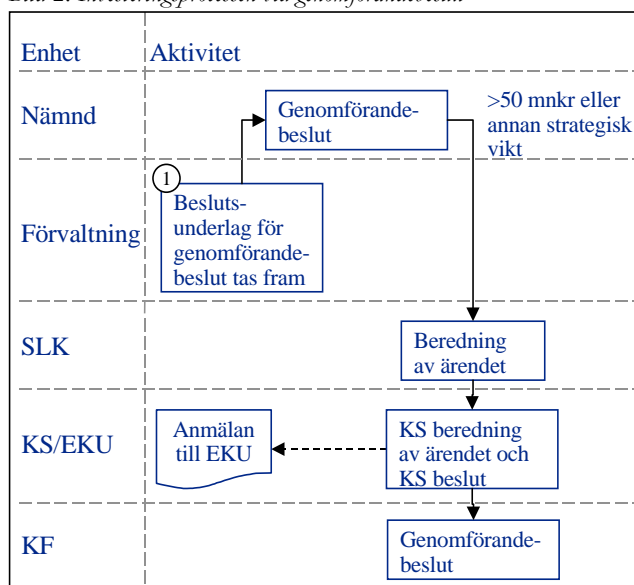 Enhet
Aktivitet
Nämnd
Genomförande-
beslut
>50 mnkr eller
annan strategisk
vikt
1
Förvaltning
Besluts-
underlag för
genomförande-
beslut tas fram
SLK
Beredning
av ärendet
KS/EKU
Anmälan
till EKU
KS beredning
av ärendet och
KS beslut
KF
Genomförande-
beslut